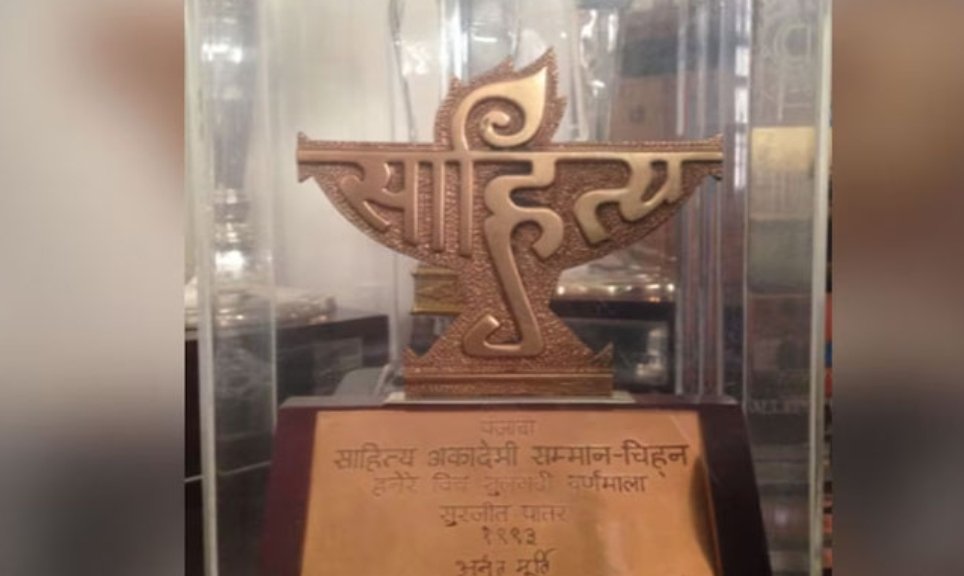 साहित्य
पंजाबी
साहित्य अकादेमी सम्मान-चिह्न
हनेरे विच सुलगदी वर्णमाला
सुरजीत पातर
१९९३
मूर्ति